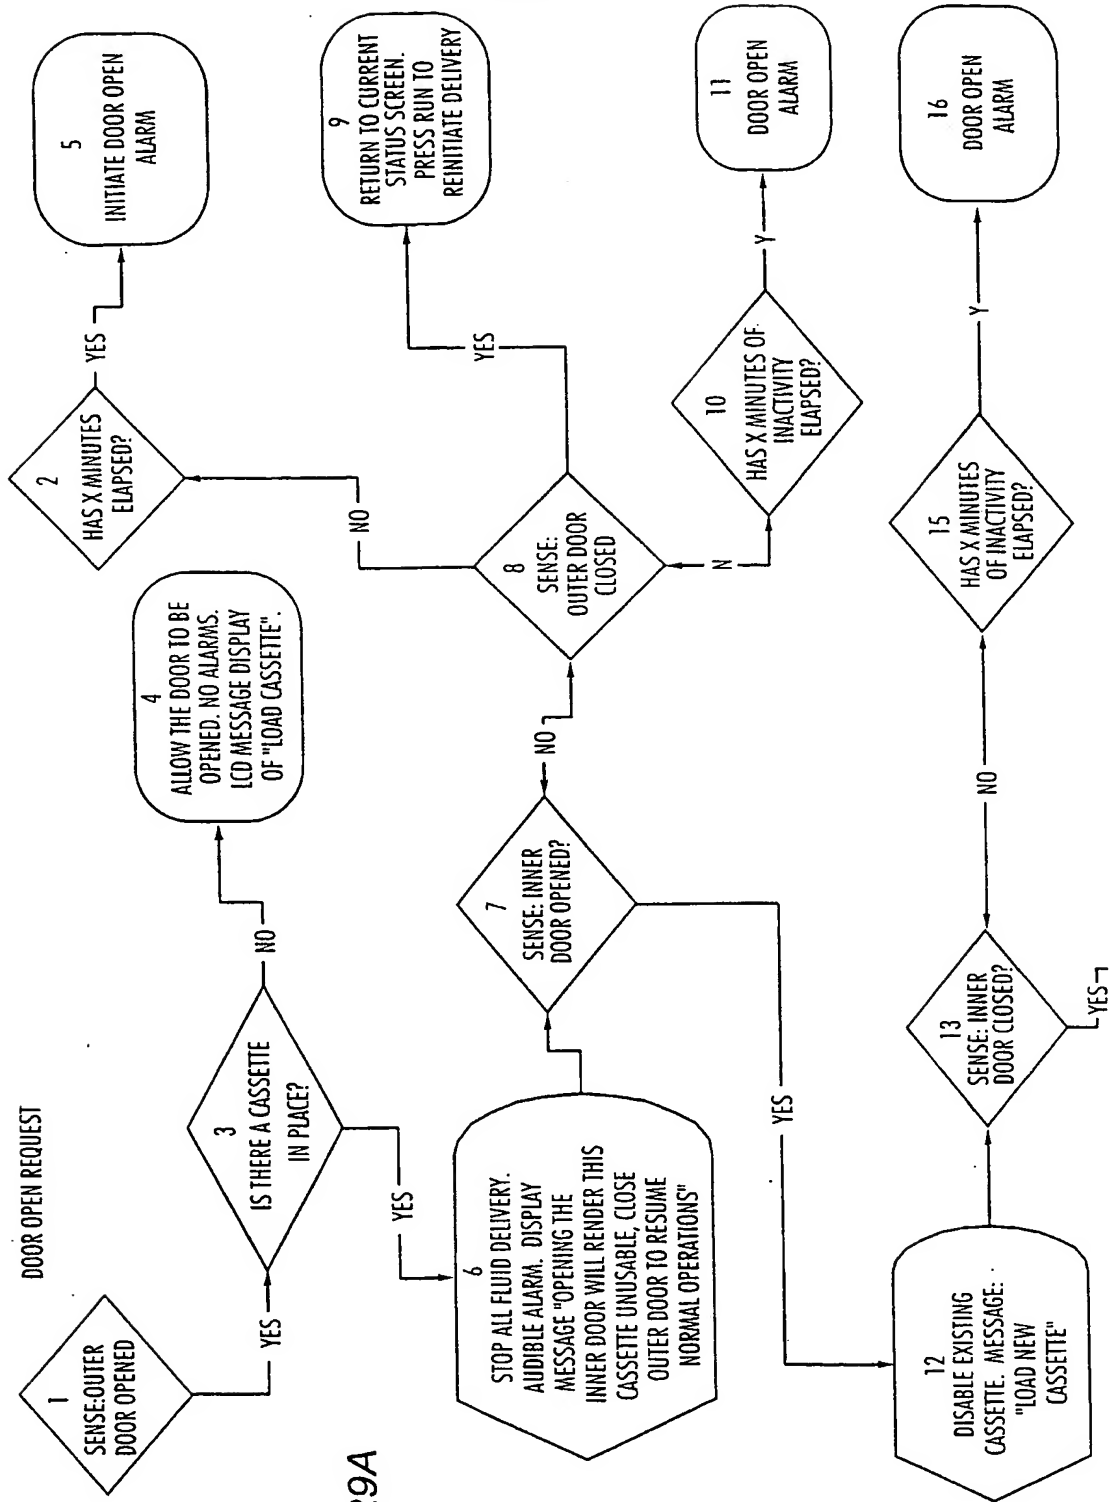 DOOR OPEN REQUEST
1
SENSE:OUTER
DOOR OPENED
YES
3
IS THERE A CASSETTE
IN PLACE?
NO
4
ALLOW THE DOOR TO BE
OPENED. NO ALARMS.
LCD MESSAGE DISPLAY
OF "LOAD CASSETTE".
2
HAS X MINUTES
ELAPSED?
YES
5
INITIATE DOOR OPEN
ALARM
YES
6
STOP ALL FLUID DELIVERY.
AUDIBLE ALARM. DISPLAY
MESSAGE "OPENING THE
INNER DOOR WILL RENDER THIS
CASSETTE UNUSABLE, CLOSE
OUTER DOOR TO RESUME
NORMAL OPERATIONS"
7
SENSE: INNER
DOOR OPENED?
NO
8
SENSE:
OUTER DOOR
CLOSED
NO
YES
9
RETURN TO CURRENT
STATUS SCREEN.
PRESS RUN TO
REINITIATE DELIVERY
N
10
HAS X MINUTES OF
INACTIVITY
ELAPSED?
Y
11
DOOR OPEN
ALARM
YES
12
DISABLE EXISTING
CASSETTE. MESSAGE:
"LOAD NEW
CASSETTE"
13
SENSE: INNER
DOOR CLOSED?
YES
NO
15
HAS X MINUTES
OF INACTIVITY
ELAPSED?
Y
16
DOOR OPEN
ALARM
9A